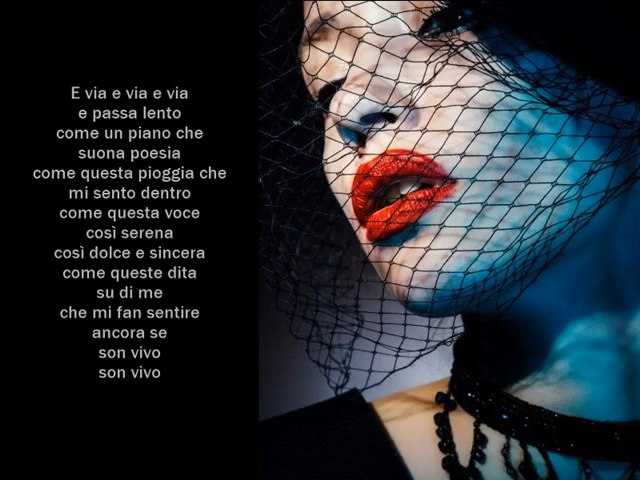 E via e via e via
e passa lento
come un piano che
suona poesia
come questa pioggia che
mi sento dentro
come questa voce
così serena
così dolce e sincera
come queste dita
su di me
che mi fan sentire
ancora se
son vivo
son vivo